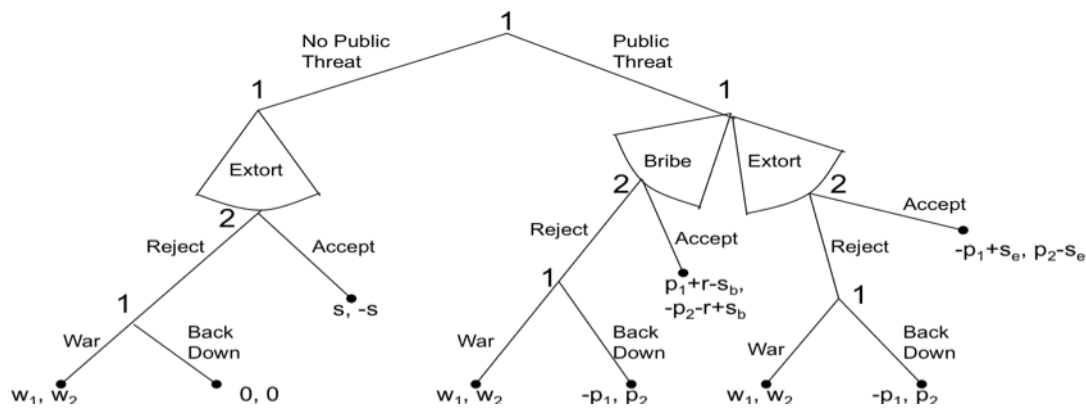 1
No Public
Threat
Public
Threat
1
1
Extort
Bribe
Extort
2
2
2
Reject
Accept
Reject
Accept
Reject
Accept
-p₁+sₑ, p₂-sₑ
1
s, -s
1
p₁+r-s_b,
-p₂-r+s_b
1
War
Back
Down
War
Back
Down
War
Back
Down
w₁, w₂
0, 0
w₁, w₂
-p₁, p₂
w₁, w₂
-p₁, p₂